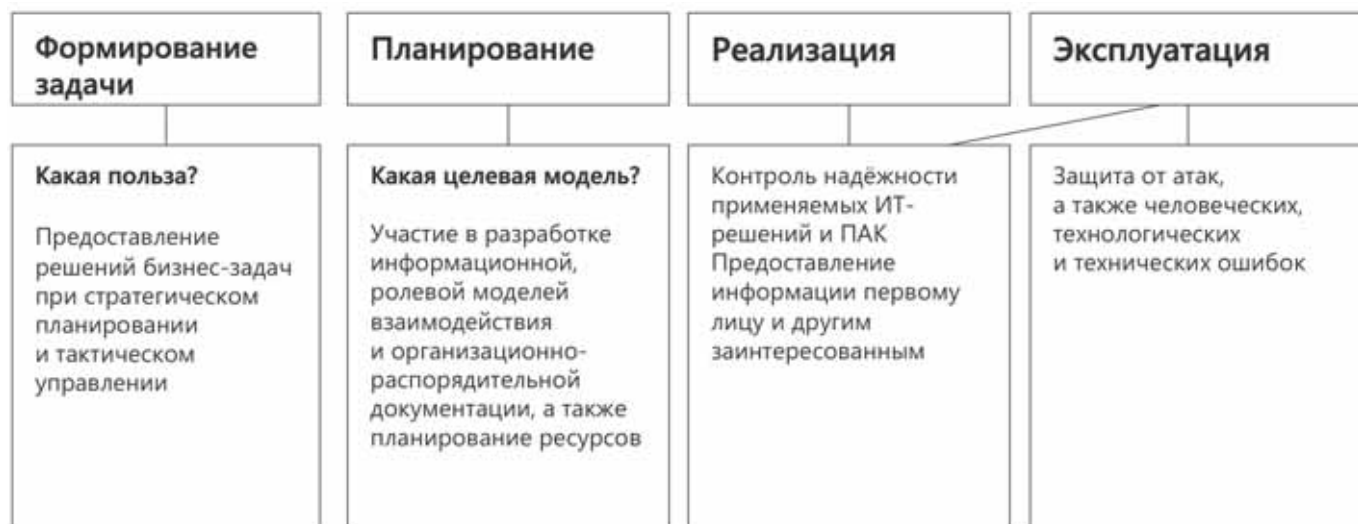 Формирование
задачи
Планирование
Реализация
Эксплуатация
Какая польза?
Предоставление
решений бизнес-задач
при стратегическом
планировании
и тактическом
управлении
Какая целевая модель?
Участие в разработке
информационной,
ролевой моделей
взаимодействия
и организационно-
распорядительной
документации, а также
планирование ресурсов
Контроль надёжности
применяемых ИТ-
решений и ПАК
Предоставление
информации первому
лицу и другим
заинтересованным
Защита от атак,
а также человеческих,
технологических
и технических ошибок